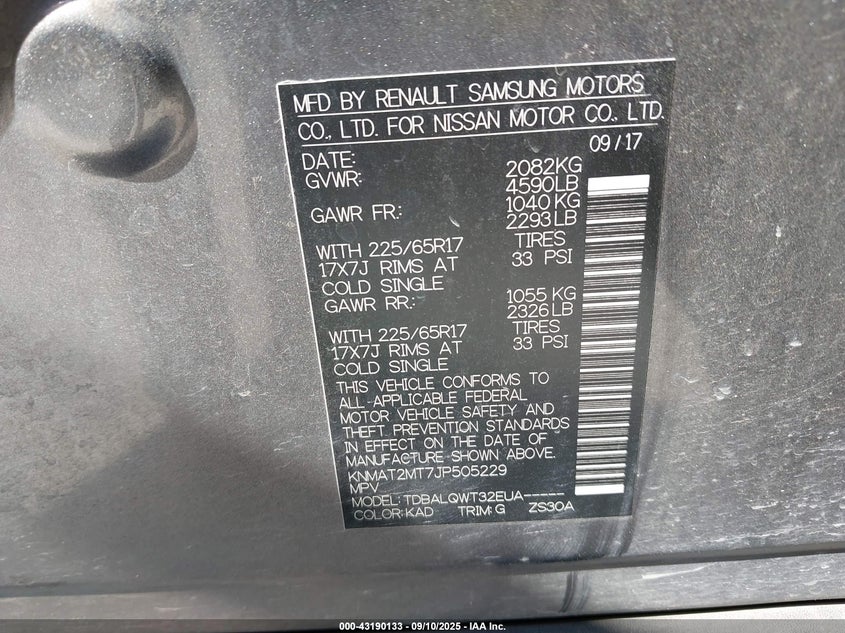 MFD BY RENAULT SAMSUNG MOTORS
CO., LTD. FOR NISSAN MOTOR CO., LTD.
DATE: 09/17
GVWR: 2082KG
4590LB
GAWR FR.: 1040KG
2293LB
WITH 225/65R17 TIRES
17X7J RIMS AT 33 PSI
COLD SINGLE
GAWR RR.: 1055 KG
2326LB
WITH 225/65R17 TIRES
17X7J RIMS AT 33 PSI
COLD SINGLE
THIS VEHICLE CONFORMS TO
ALL APPLICABLE FEDERAL
MOTOR VEHICLE SAFETY AND
THEFT PREVENTION STANDARDS
IN EFFECT ON THE DATE OF
MANUFACTURE SHOWN ABOVE.
KNMAT2MT7JP505229
MPV
MODEL: TDBALQWT32EUA-----
COLOR: KAD TRIM: G ZS30A
000-43190133 - 09/10/2025 - IAA Inc.